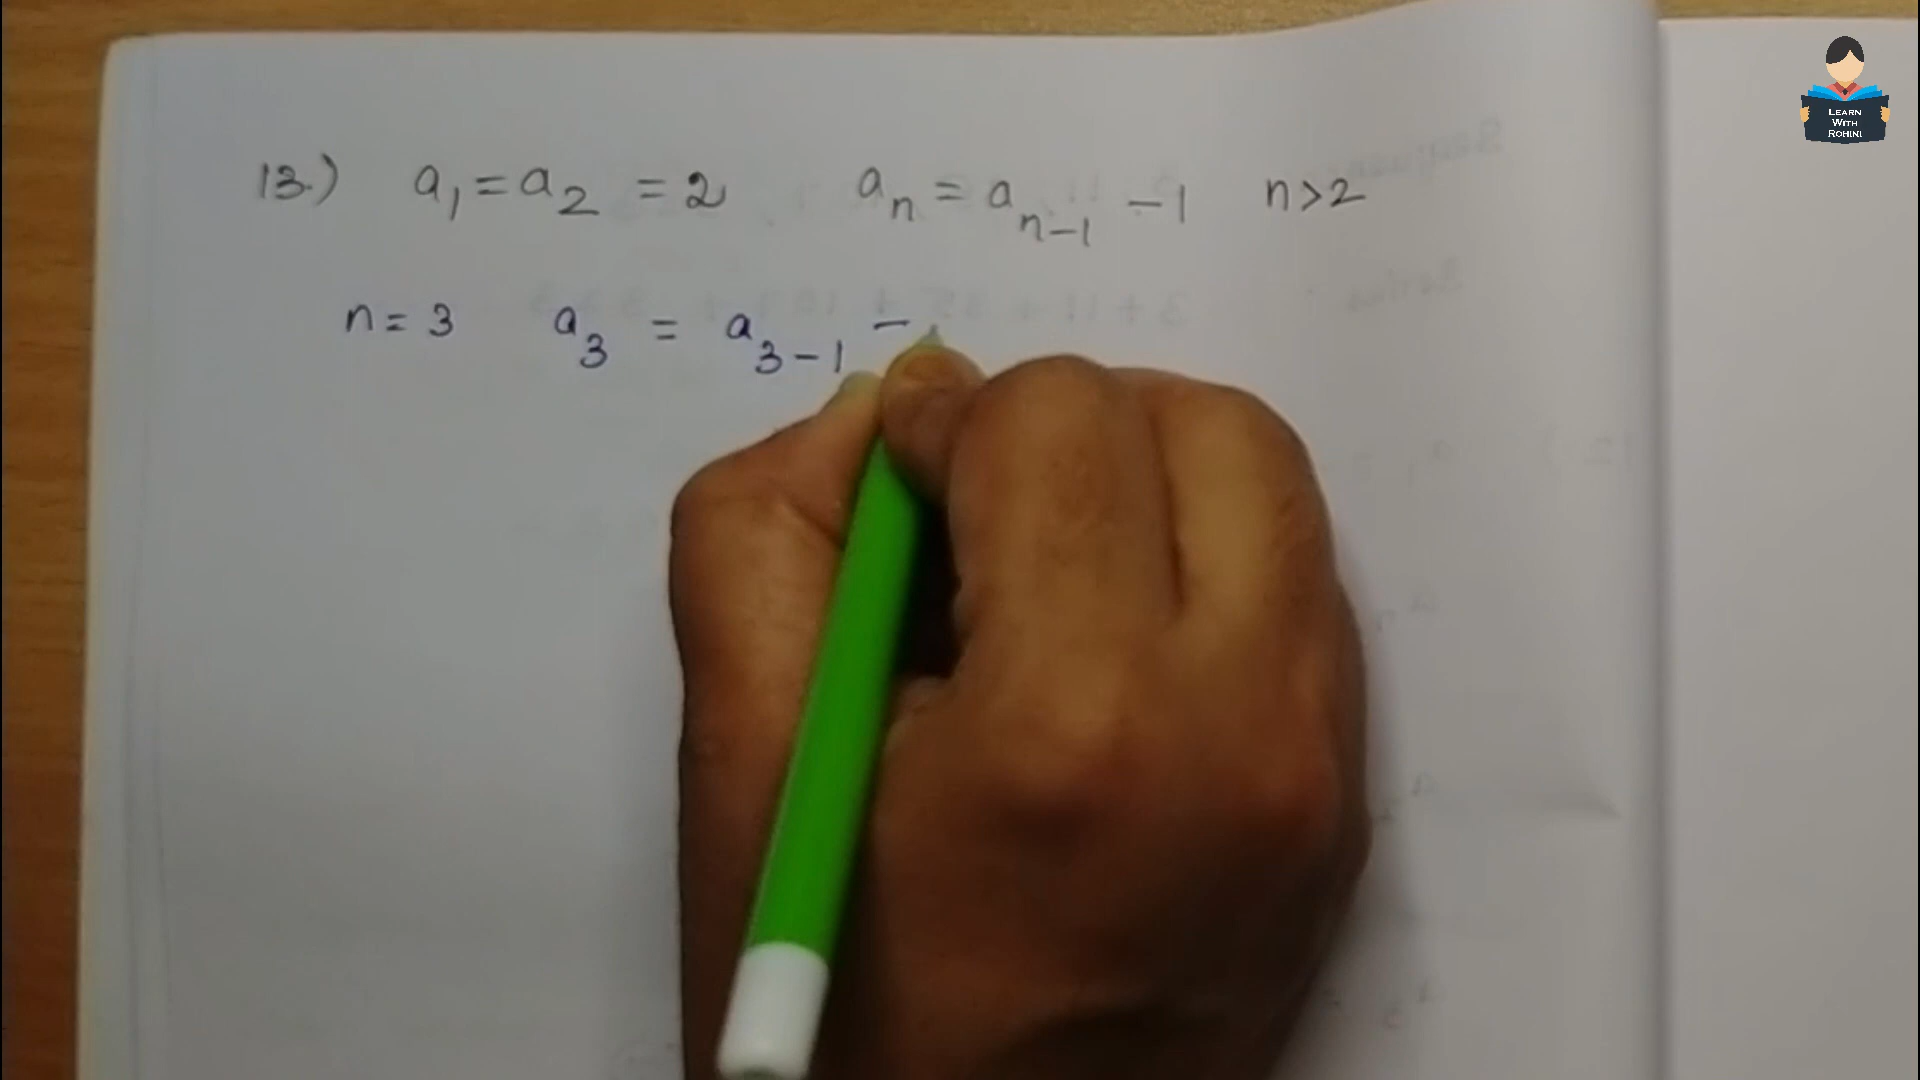 LEARN
WITH
ROHINI
13.) a₁ = a₂ = 2 aₙ = aₙ₋₁ - 1 n > 2
n = 3 a₃ = a₃₋₁ -